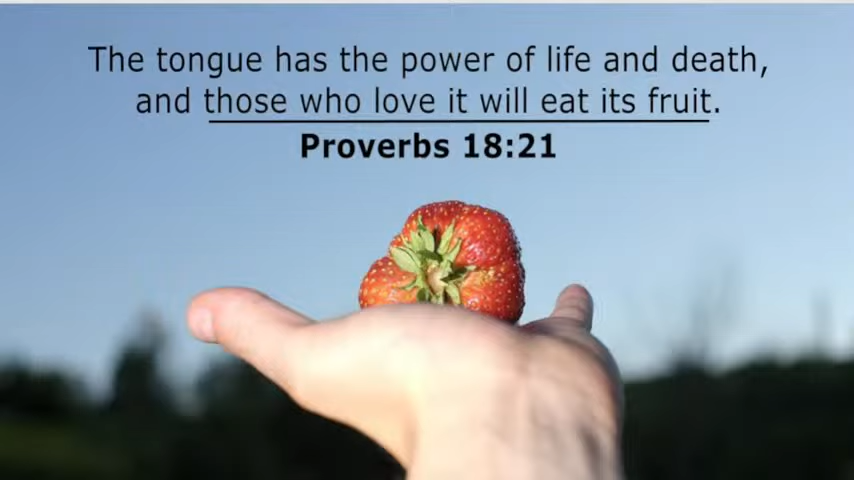 The tongue has the power of life and death,
and those who love it will eat its fruit.
Proverbs 18:21